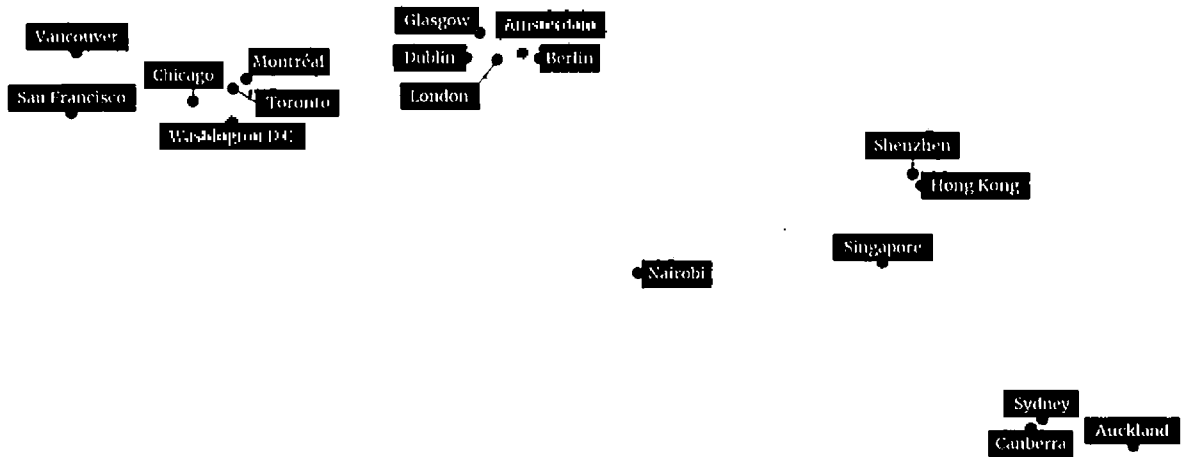 Glasgow
Amsterdam
Vancouver
Dublin
Berlin
Montréal
Chicago
San Francisco
London
Toronto
Washington D.C.
Shenzhen
Hong Kong
Singapore
Nairobi
Sydney
Auckland
Canberra